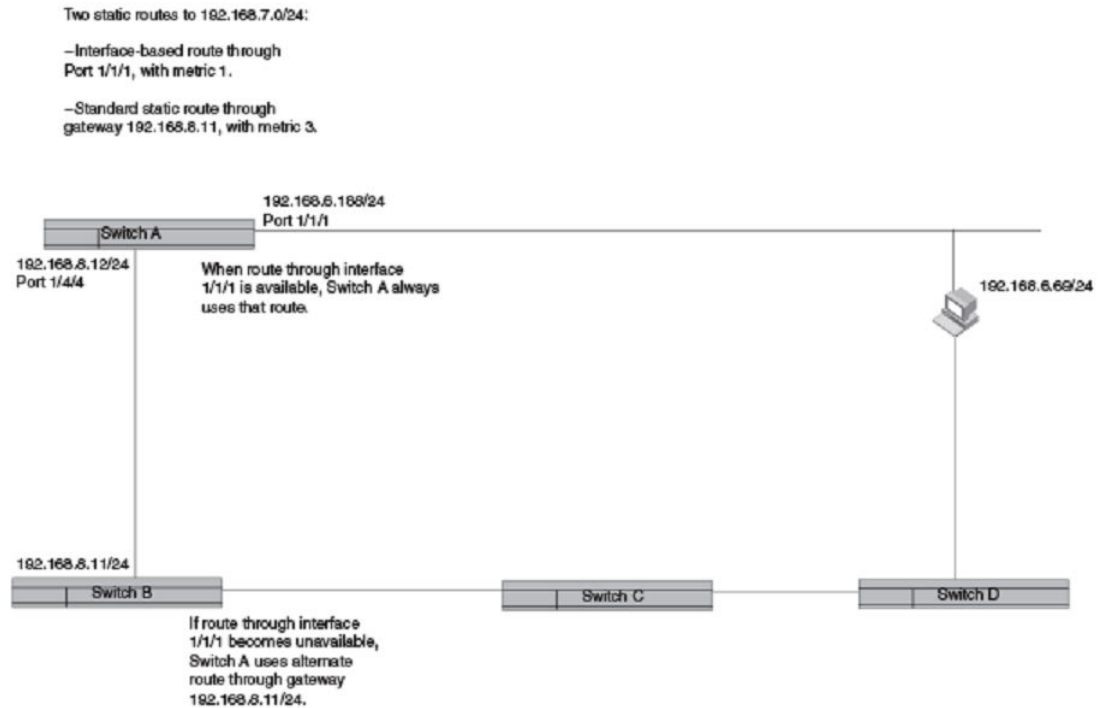 Two static routes to 192.168.7.0/24:
–Interface-based route through
Port 1/1/1, with metric 1.
–Standard static route through
gateway 192.168.8.11, with metric 3.
192.168.6.188/24
Port 1/1/1
Switch A
192.168.8.12/24
Port 1/4/4
When route through interface
1/1/1 is available, Switch A always
uses that route.
192.168.6.69/24
192.168.8.11/24
Switch B
Switch C
Switch D
If route through interface
1/1/1 becomes unavailable,
Switch A uses alternate
route through gateway
192.168.8.11/24.